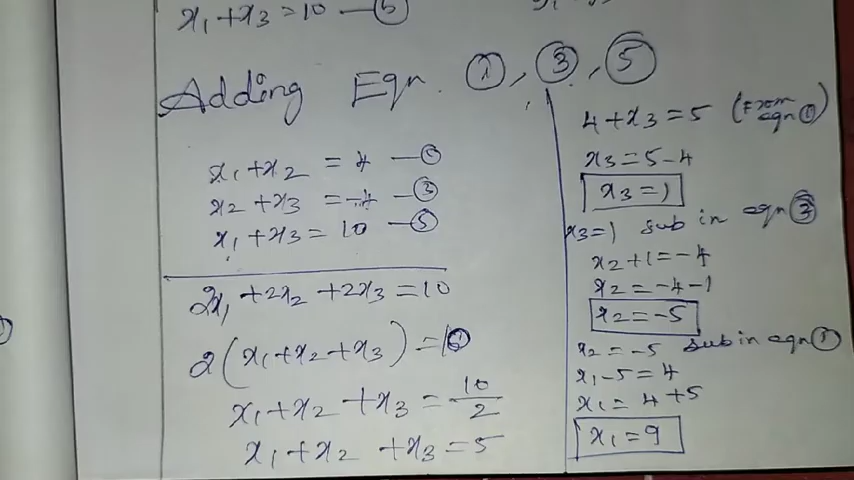 x₁ + x₃ = 10 — ⑥
Adding Eqn. ①, ③, ⑤
x₁ + x₂ = 4 — ①
x₂ + x₃ = -4 — ③
x₁ + x₃ = 10 — ⑤
2x₁ + 2x₂ + 2x₃ = 10
2(x₁ + x₂ + x₃) = 10
x₁ + x₂ + x₃ = 10/2
x₁ + x₂ + x₃ = 5
4 + x₃ = 5 (From eqn ①)
x₃ = 5 - 4
x₃ = 1
x₃ = 1 sub in eqn ③
x₂ + 1 = -4
x₂ = -4 - 1
x₂ = -5
x₂ = -5 sub in eqn ①
x₁ - 5 = 4
x₁ = 4 + 5
x₁ = 9